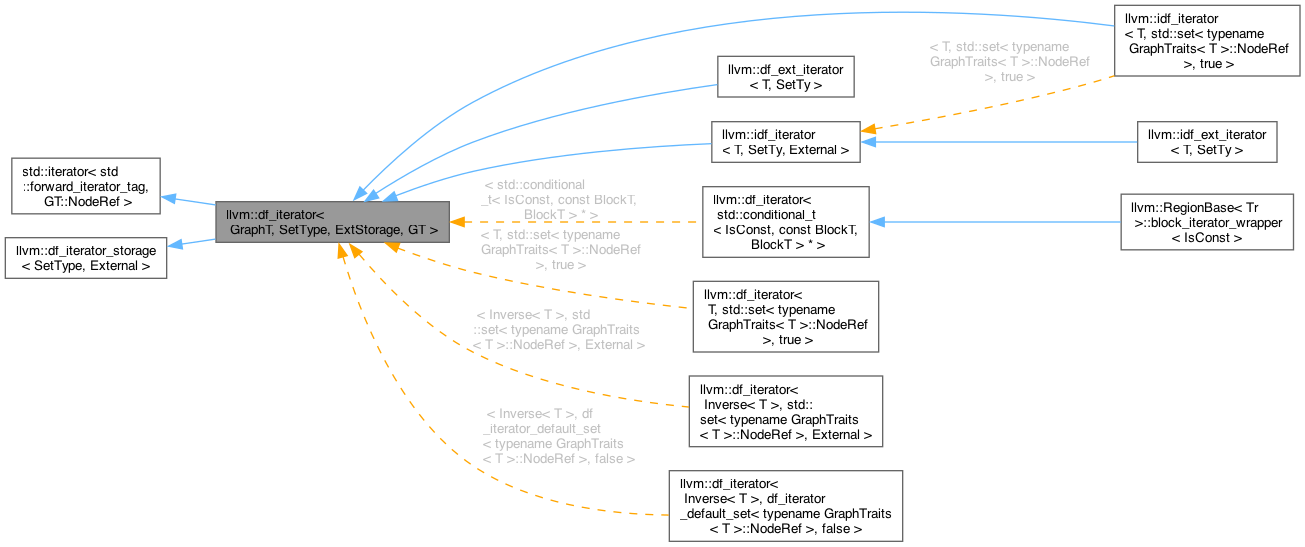 std::iterator< std
::forward_iterator_tag,
GT::NodeRef >
llvm::df_iterator_storage
< SetType, External >
llvm::df_iterator<
GraphT, SetType, ExtStorage, GT >
llvm::idf_iterator
< T, std::set< typename
GraphTraits< T >::NodeRef
>, true >
< T, std::set< typename
GraphTraits< T >::NodeRef
>, true >
llvm::df_ext_iterator
< T, SetTy >
llvm::idf_iterator
< T, SetTy, External >
llvm::idf_ext_iterator
< T, SetTy >
< std::conditional
_t< IsConst, const BlockT,
BlockT > * >
llvm::df_iterator<
std::conditional_t
< IsConst, const BlockT,
BlockT > * >
llvm::RegionBase< Tr
>::block_iterator_wrapper
< IsConst >
< T, std::set< typename
GraphTraits< T >::NodeRef
>, true >
llvm::df_iterator<
T, std::set< typename
GraphTraits< T >::NodeRef
>, true >
< Inverse< T >, std
::set< typename GraphTraits
< T >::NodeRef >, External >
llvm::df_iterator<
Inverse< T >, std::
set< typename GraphTraits
< T >::NodeRef >, External >
< Inverse< T >, df
_iterator_default_set
< typename GraphTraits
< T >::NodeRef >, false >
llvm::df_iterator<
Inverse< T >, df_iterator
_default_set< typename GraphTraits
< T >::NodeRef >, false >